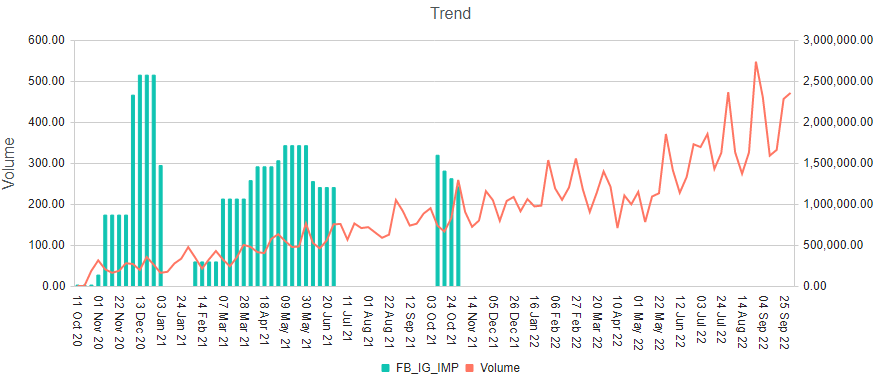 Trend
600.00
500.00
400.00
300.00
200.00
100.00
0.00
Volume
3,000,000.00
2,500,000.00
2,000,000.00
1,500,000.00
1,000,000.00
500,000.00
0.00
11 Oct 20
01 Nov 20
22 Nov 20
13 Dec 20
03 Jan 21
24 Jan 21
14 Feb 21
07 Mar 21
28 Mar 21
18 Apr 21
09 May 21
30 May 21
20 Jun 21
11 Jul 21
01 Aug 21
22 Aug 21
12 Sep 21
03 Oct 21
24 Oct 21
14 Nov 21
05 Dec 21
26 Dec 21
16 Jan 22
06 Feb 22
27 Feb 22
20 Mar 22
10 Apr 22
01 May 22
22 May 22
12 Jun 22
03 Jul 22
24 Jul 22
14 Aug 22
04 Sep 22
25 Sep 22
FB_IG_IMP
Volume